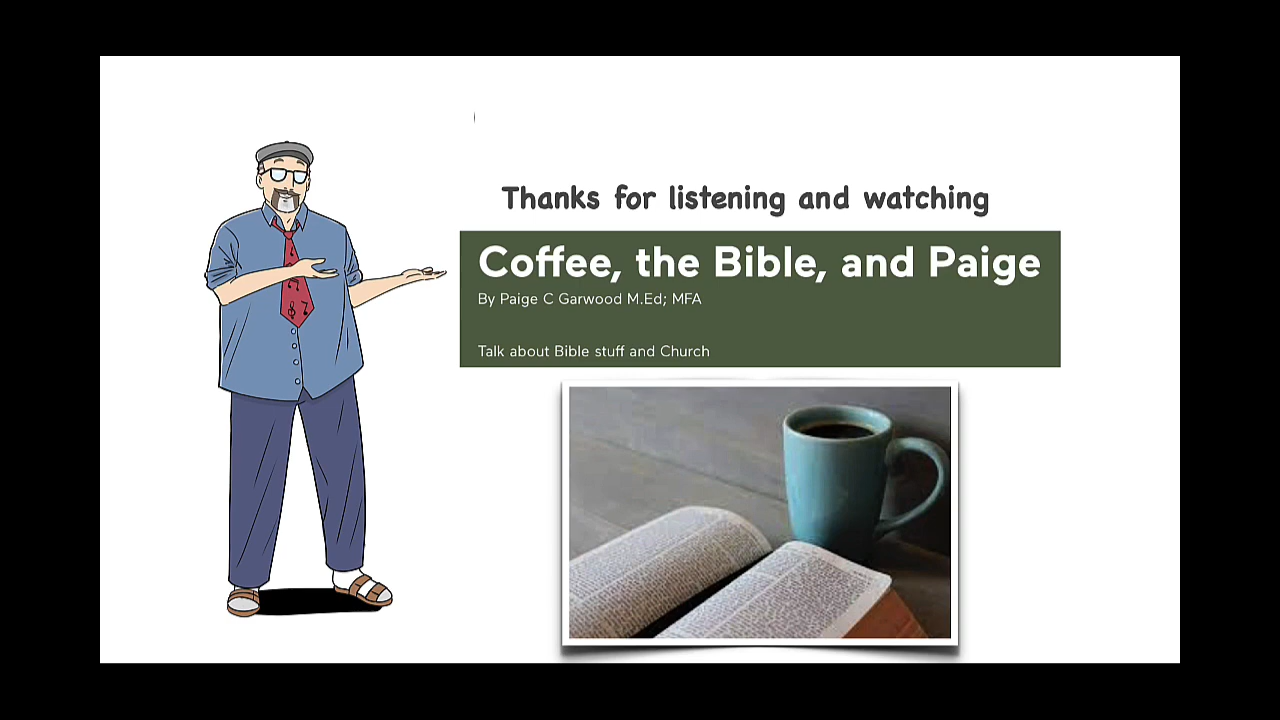 Thanks for listening and watching
Coffee, the Bible, and Paige
By Paige C Garwood M.Ed; MFA
Talk about Bible stuff and Church